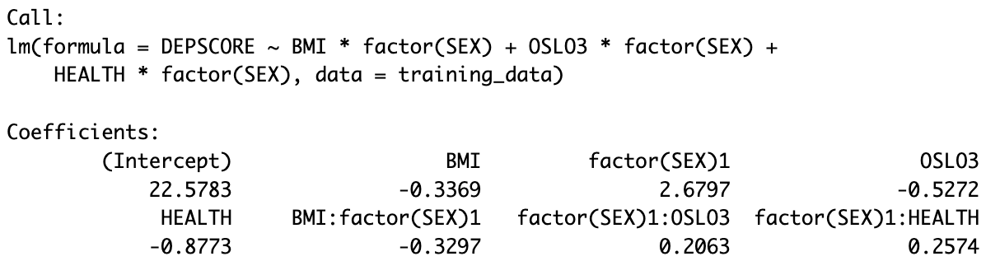 Call:
lm(formula = DEPSCORE ~ BMI * factor(SEX) + OSLO3 * factor(SEX) +
    HEALTH * factor(SEX), data = training_data)
Coefficients:
(Intercept) BMI factor(SEX)1 OSLO3
22.5783 -0.3369 2.6797 -0.5272
HEALTH BMI:factor(SEX)1 factor(SEX)1:OSLO3 factor(SEX)1:HEALTH
-0.8773 -0.3297 0.2063 0.2574